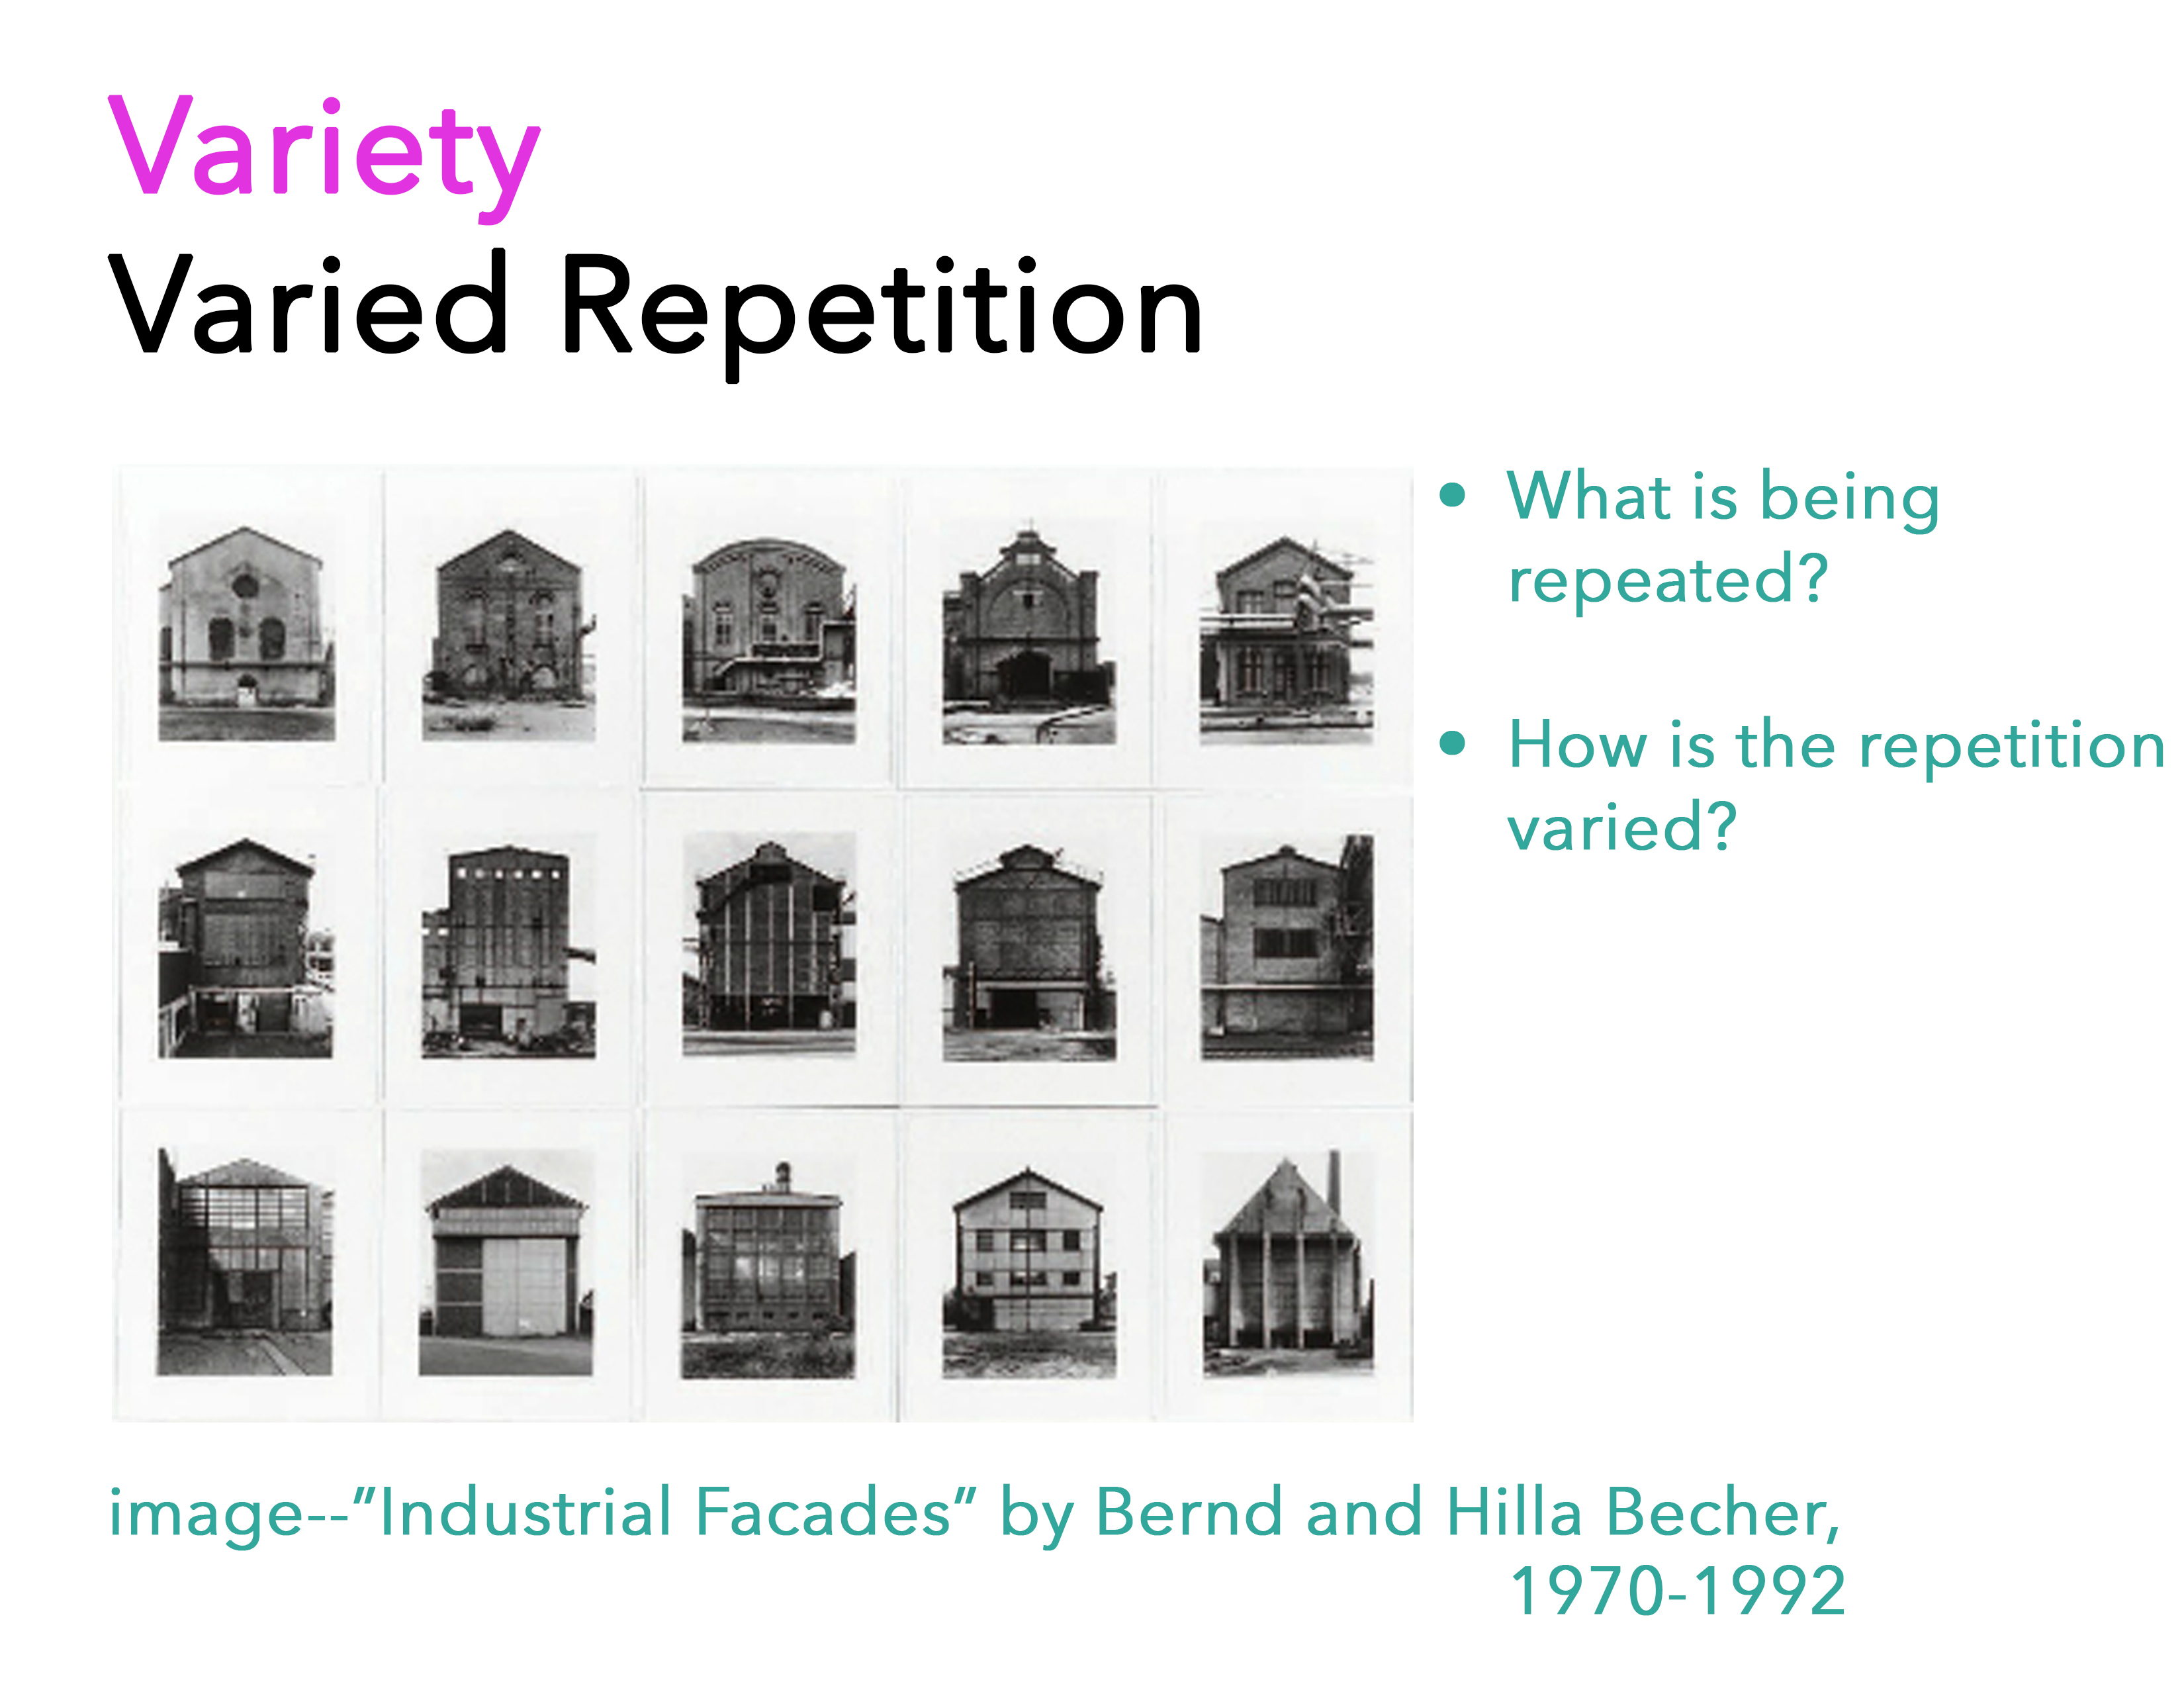 Variety
Varied Repetition
• What is being
repeated?
• How is the repetition
varied?
image--"Industrial Facades" by Bernd and Hilla Becher,
1970-1992